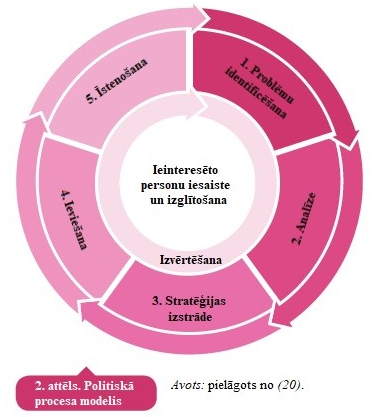 1. Problēmu
identificēšana
2. Analīze
3. Stratēģijas
izstrāde
4. Ieviešana
5. Īstenošana
Ieinteresēto
personu iesaiste
un izglītošana
Izvērtēšana
2. attēls. Politiskā
procesa modelis
Avots: pielāgots no (20).